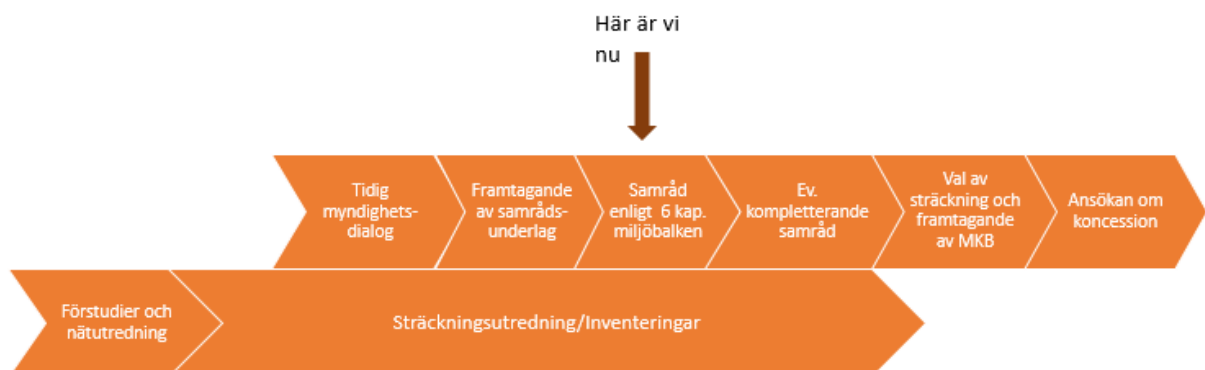 Här är vi
nu
Tidig
myndighets-
dialog
Framtagande
av samråds-
underlag
Samråd
enligt 6 kap.
miljöbalken
Ev.
kompletterande
samråd
Val av
sträckning och
framtagande
av MKB
Ansökan om
koncession
Förstudier och
nätutredning
Sträckningsutredning/Inventeringar